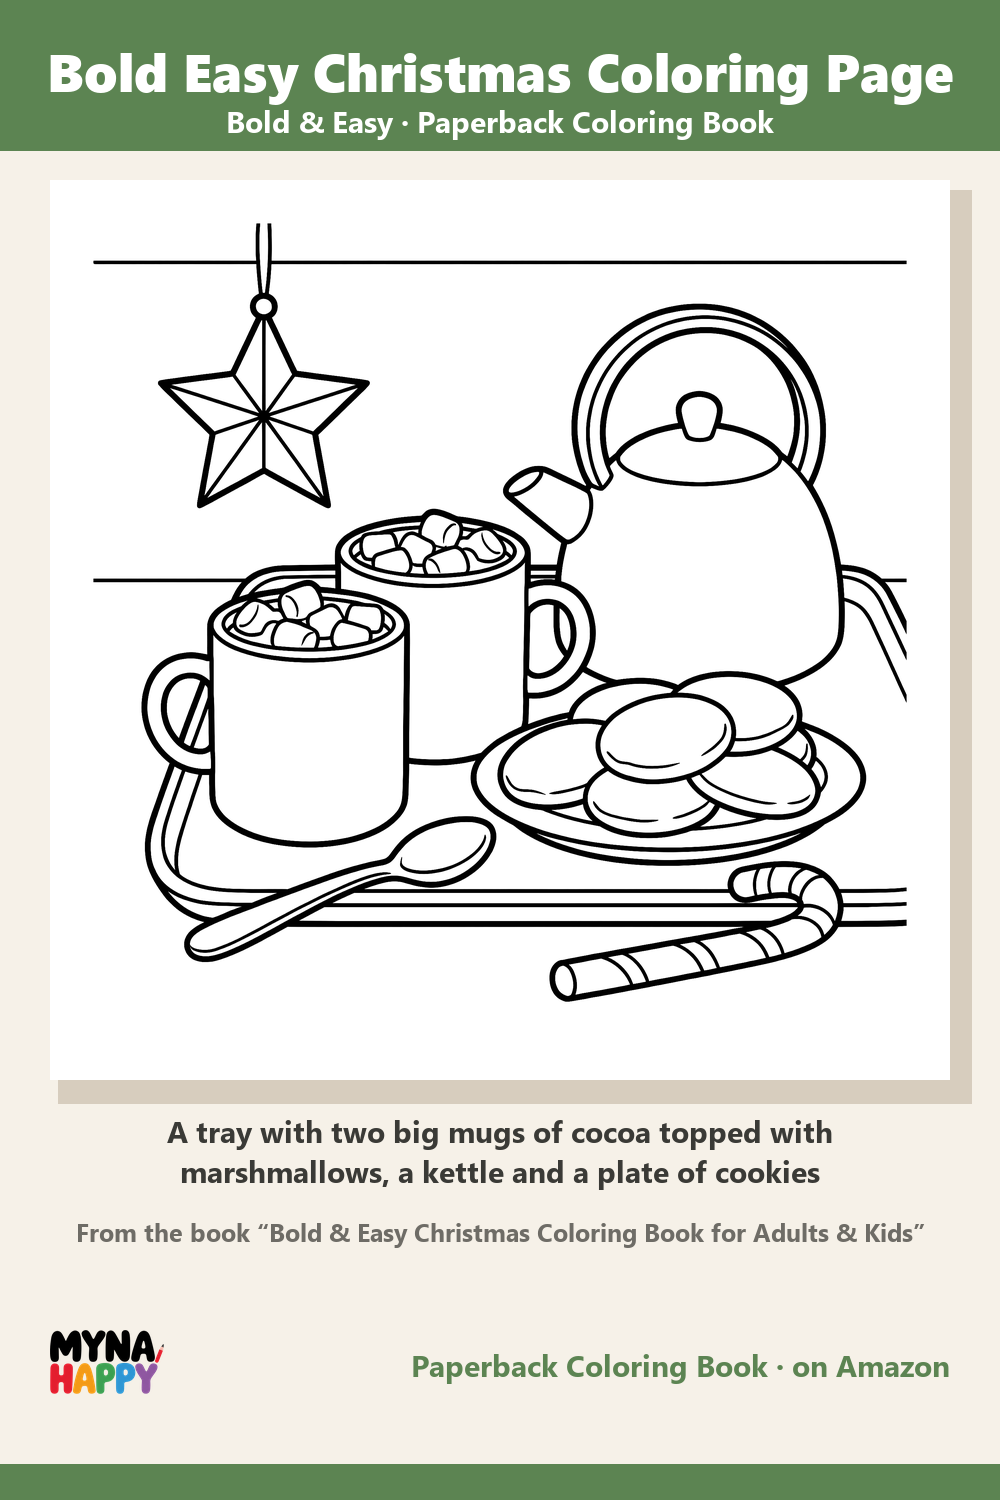 Bold Easy Christmas Coloring Page
Bold & Easy · Paperback Coloring Book
A tray with two big mugs of cocoa topped with
marshmallows, a kettle and a plate of cookies
From the book “Bold & Easy Christmas Coloring Book for Adults & Kids”
MYNA
HAPPY
Paperback Coloring Book · on Amazon